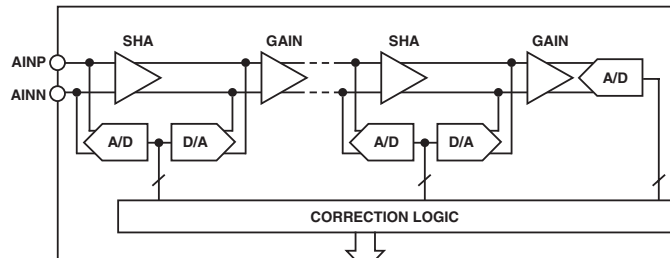 SHA
GAIN
SHA
GAIN
AINP
A/D
AINN
A/D
D/A
A/D
D/A
CORRECTION LOGIC